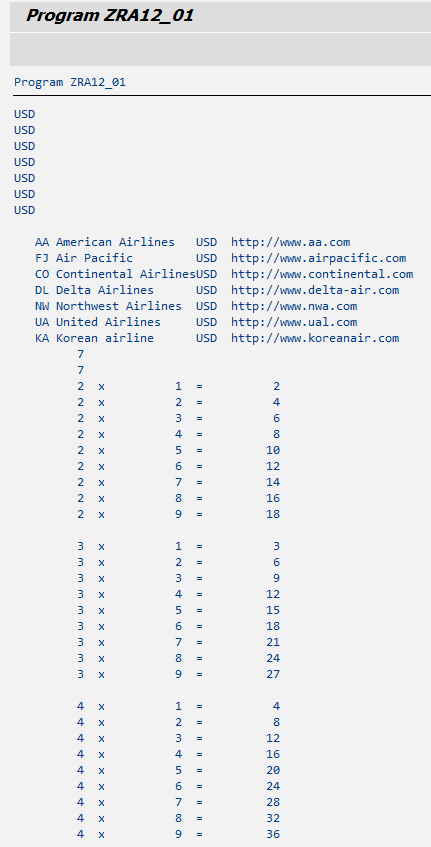 Program ZRA12_01
Program ZRA12_01
USD
USD
USD
USD
USD
USD
USD
AA American Airlines   USD  http://www.aa.com
FJ Air Pacific         USD  http://www.airpacific.com
CO Continental AirlinesUSD  http://www.continental.com
DL Delta Airlines      USD  http://www.delta-air.com
NW Northwest Airlines  USD  http://www.nwa.com
UA United Airlines     USD  http://www.ual.com
KA Korean airline      USD  http://www.koreanair.com
7
7
2  x          1  =          2
2  x          2  =          4
2  x          3  =          6
2  x          4  =          8
2  x          5  =         10
2  x          6  =         12
2  x          7  =         14
2  x          8  =         16
2  x          9  =         18
3  x          1  =          3
3  x          2  =          6
3  x          3  =          9
3  x          4  =         12
3  x          5  =         15
3  x          6  =         18
3  x          7  =         21
3  x          8  =         24
3  x          9  =         27
4  x          1  =          4
4  x          2  =          8
4  x          3  =         12
4  x          4  =         16
4  x          5  =         20
4  x          6  =         24
4  x          7  =         28
4  x          8  =         32
4  x          9  =         36